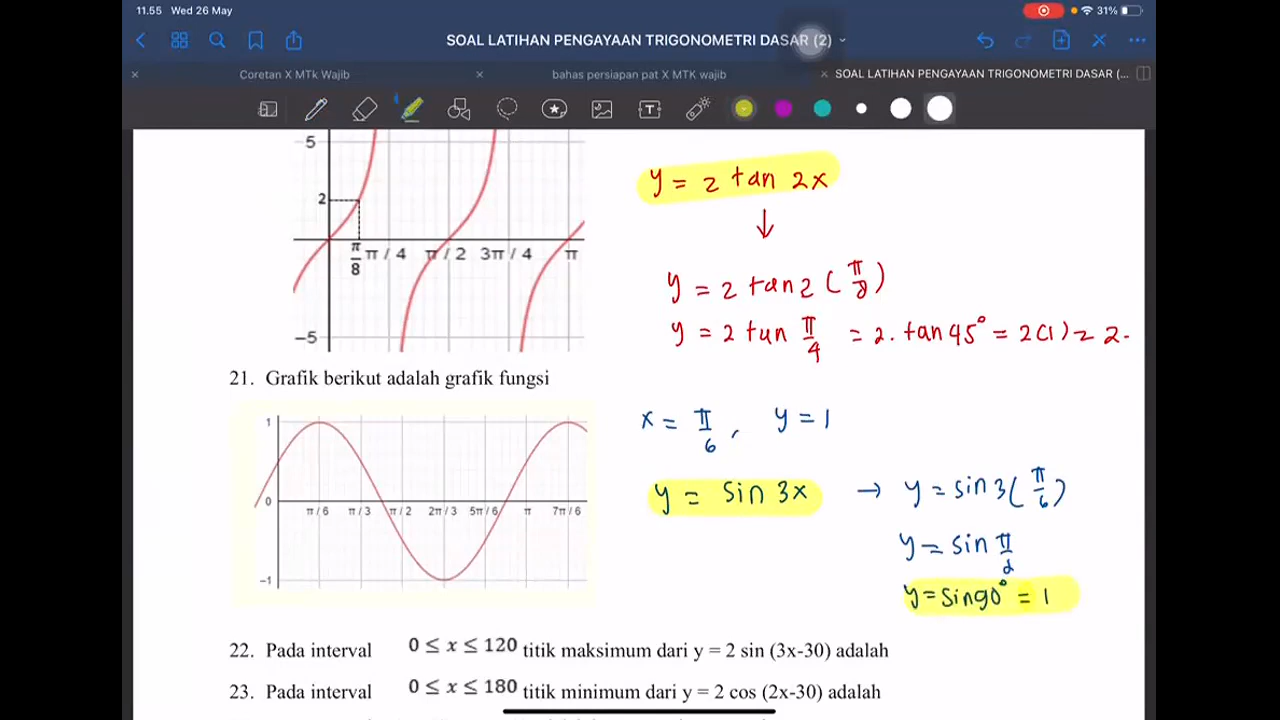 11.55 Wed 26 May
31%
SOAL LATIHAN PENGAYAAN TRIGONOMETRI DASAR (2)
Coretan X MTk Wajib
bahas persiapan pat X MTK wajib
SOAL LATIHAN PENGAYAAN TRIGONOMETRI DASAR (...
5
2
π/8 π / 4 π / 2 3π / 4 π
−5
y = 2 tan 2x
↓
y = 2 tan 2 (π/8)
y = 2 tan π/4 = 2. tan 45° = 2(1) = 2.
21. Grafik berikut adalah grafik fungsi
1
0
π / 6 π / 3 π / 2 2π / 3 5π / 6 π 7π / 6
−1
x = π/6, y = 1
y = sin 3x → y = sin 3(π/6)
y = sin π/2
y = sin 90° = 1
22. Pada interval 0 ≤ x ≤ 120 titik maksimum dari y = 2 sin (3x-30) adalah
23. Pada interval 0 ≤ x ≤ 180 titik minimum dari y = 2 cos (2x-30) adalah